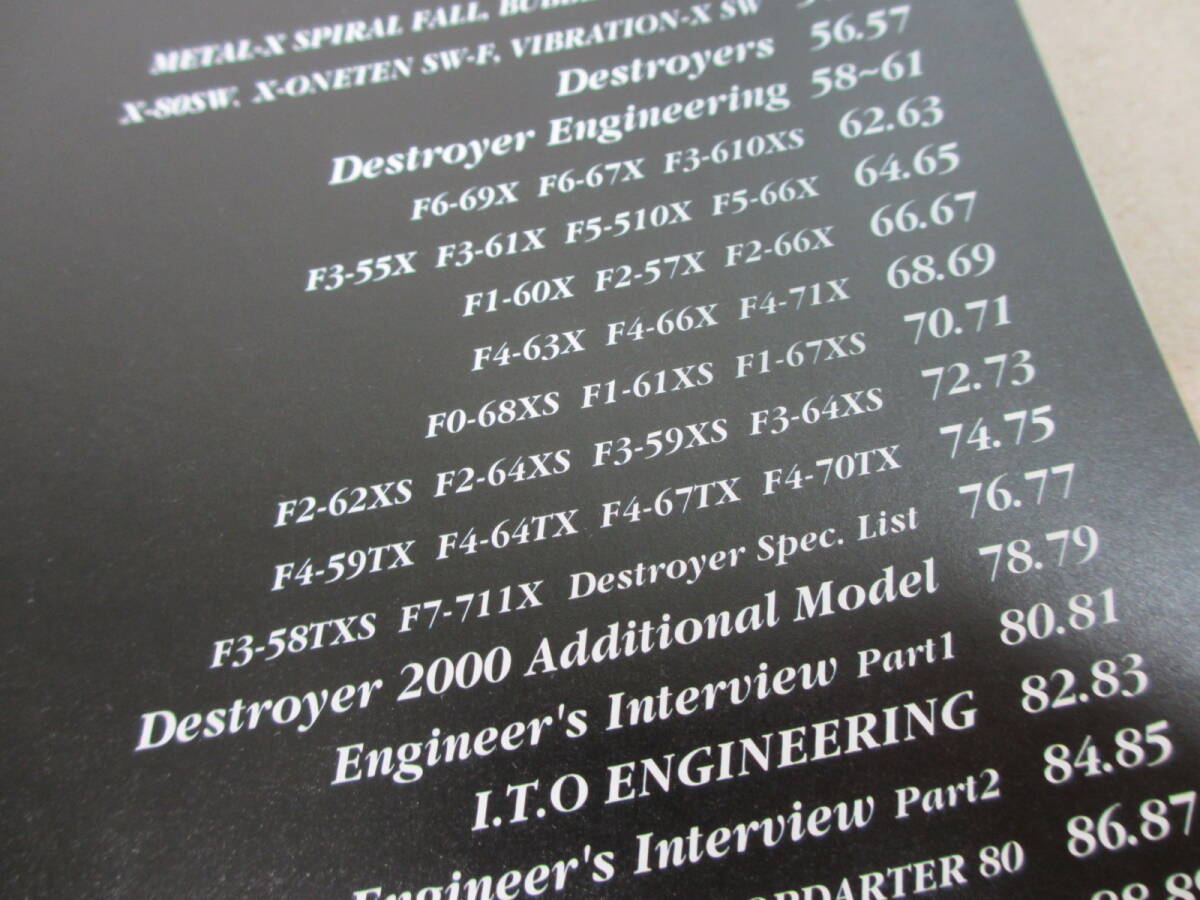 METAL-X SPIRAL FALL,
X-80SW, X-ONETEN SW-F, VIBRATION-X SW
Destroyers 56.57
Destroyer Engineering 58~61
F6-69X F6-67X F3-610XS 62.63
F3-55X F3-61X F5-510X F5-66X 64.65
F1-60X F2-57X F2-66X 66.67
F4-63X F4-66X F4-71X 68.69
F0-68XS F1-61XS F1-67XS 70.71
F2-62XS F2-64XS F3-59XS F3-64XS 72.73
F4-59TX F4-64TX F4-67TX F4-70TX 74.75
F3-58TXS F7-711X Destroyer Spec. List 76.77
Destroyer 2000 Additional Model 78.79
Engineer's Interview Part1 80.81
I.T.O ENGINEERING 82.83
Engineer's Interview Part2 84.85
80 86.87